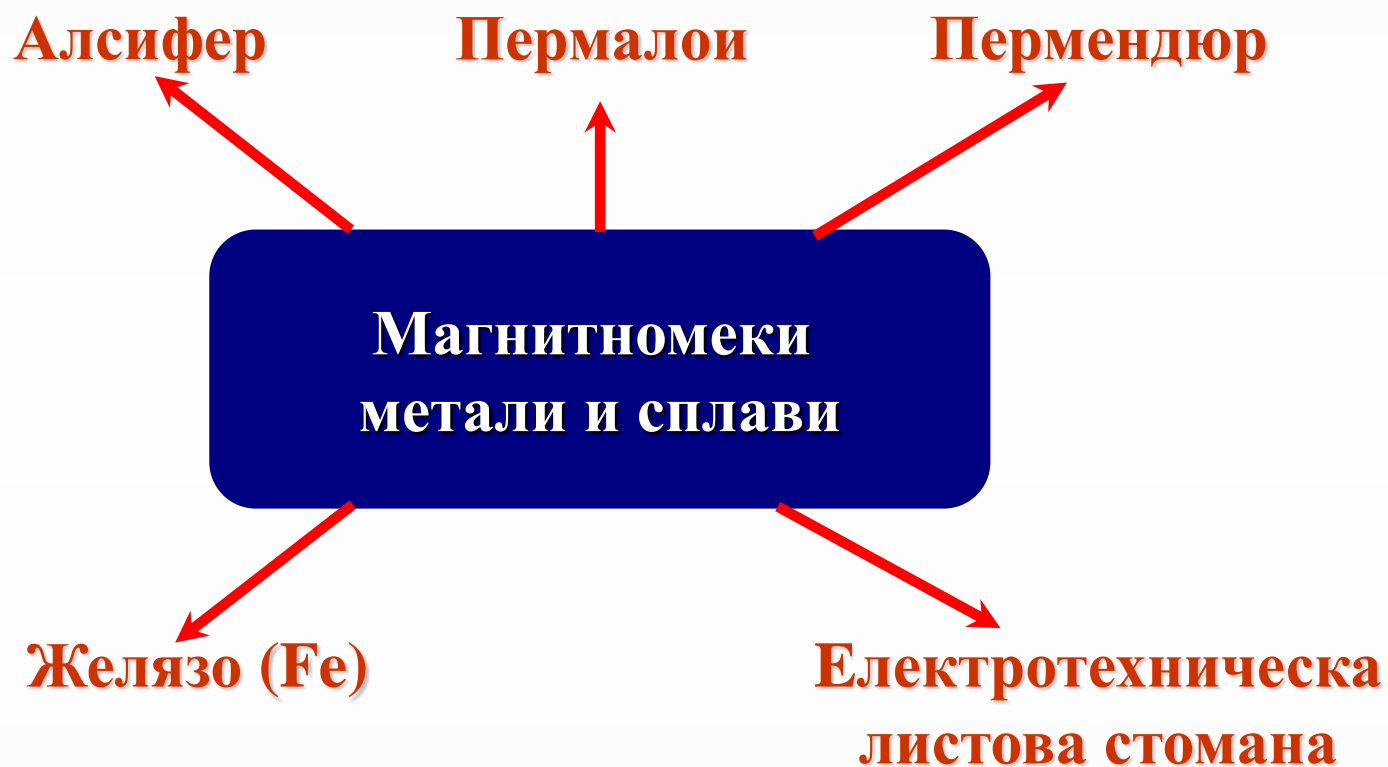 Алсифер
Пермалои
Пермендюр
Магнитномеки
метали и сплави
Желязо (Fe)
Електротехническа
листова стомана